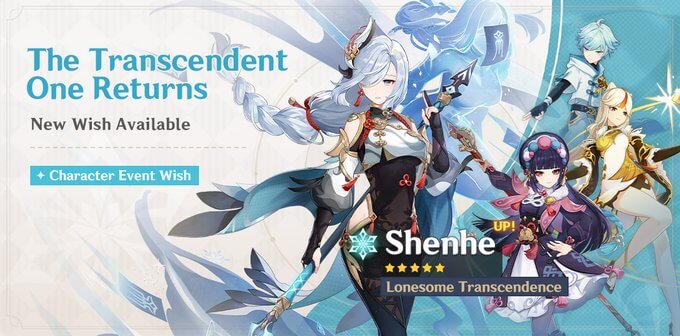 The Transcendent
One Returns
New Wish Available
Character Event Wish
UP!
Shenhe
Lonesome Transcendence